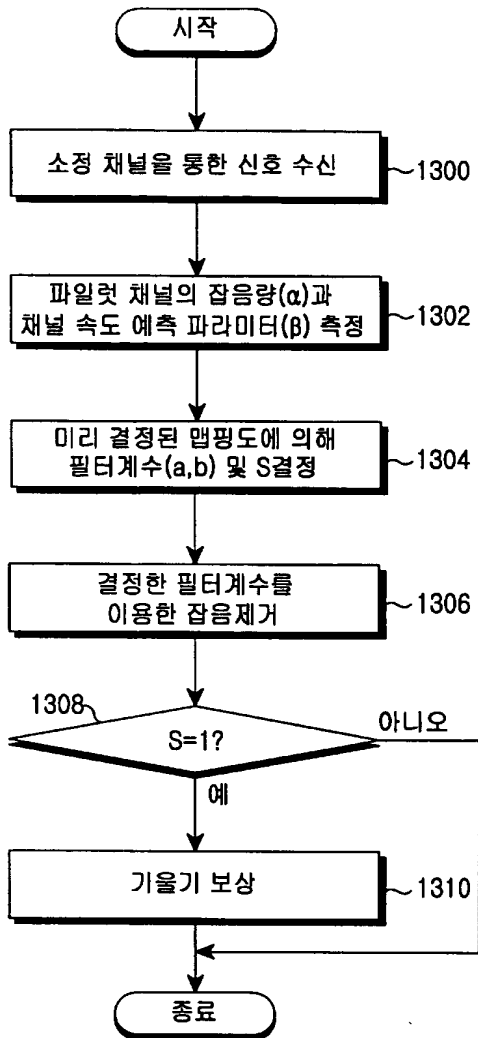 시작
소정 채널을 통한 신호 수신
1300
파일럿 채널의 잡음량(α)과
채널 속도 예측 파라미터(β) 측정
1302
미리 결정된 맵핑도에 의해
필터계수(a,b) 및 S결정
1304
결정한 필터계수를
이용한 잡음제거
1306
1308
S=1?
아니오
예
기울기 보상
1310
종료